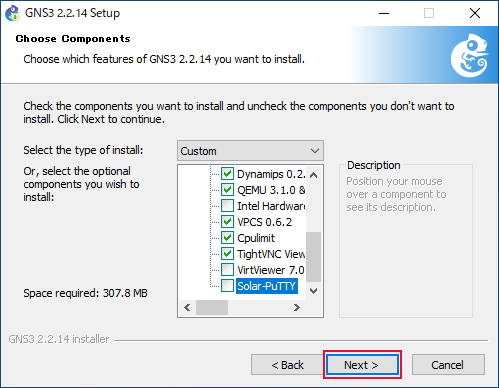 GNS3 2.2.14 Setup
Choose Components
Choose which features of GNS3 2.2.14 you want to install.
Check the components you want to install and uncheck the components you don't want to
install. Click Next to continue.
Select the type of install:
Custom
Or, select the optional
components you wish to
install:
Dynamips 0.2.
QEMU 3.1.0 &
Intel Hardware
VPCS 0.6.2
Cpulimit
TightVNC View
VirtViewer 7.0
Solar-PuTTY
Description
Position your mouse
over a component to
see its description.
Space required: 307.8 MB
GNS3 2.2.14 installer
< Back
Next >
Cancel